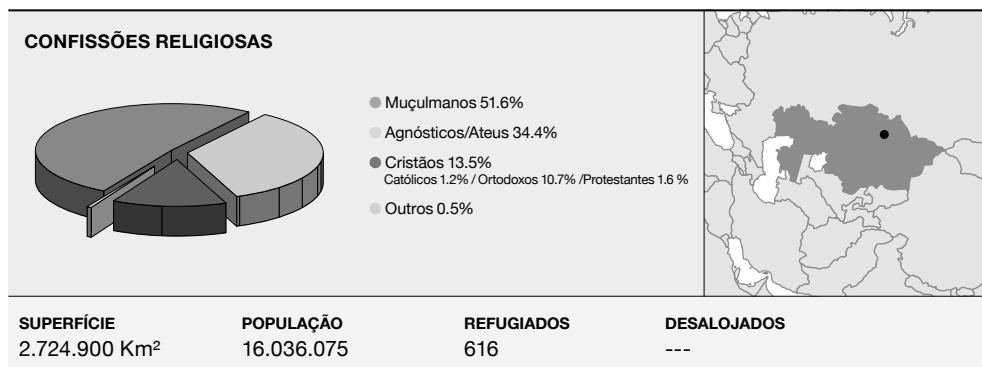 CONFISSÕES RELIGIOSAS
Muçulmanos 51.6%
Agnósticos/Ateus 34.4%
Cristãos 13.5%
Católicos 1.2% / Ortodoxos 10.7% /Protestantes 1.6 %
Outros 0.5%
SUPERFÍCIE POPULAÇÃO REFUGIADOS DESALOJADOS
2.724.900 Km² 16.036.075 616 ---